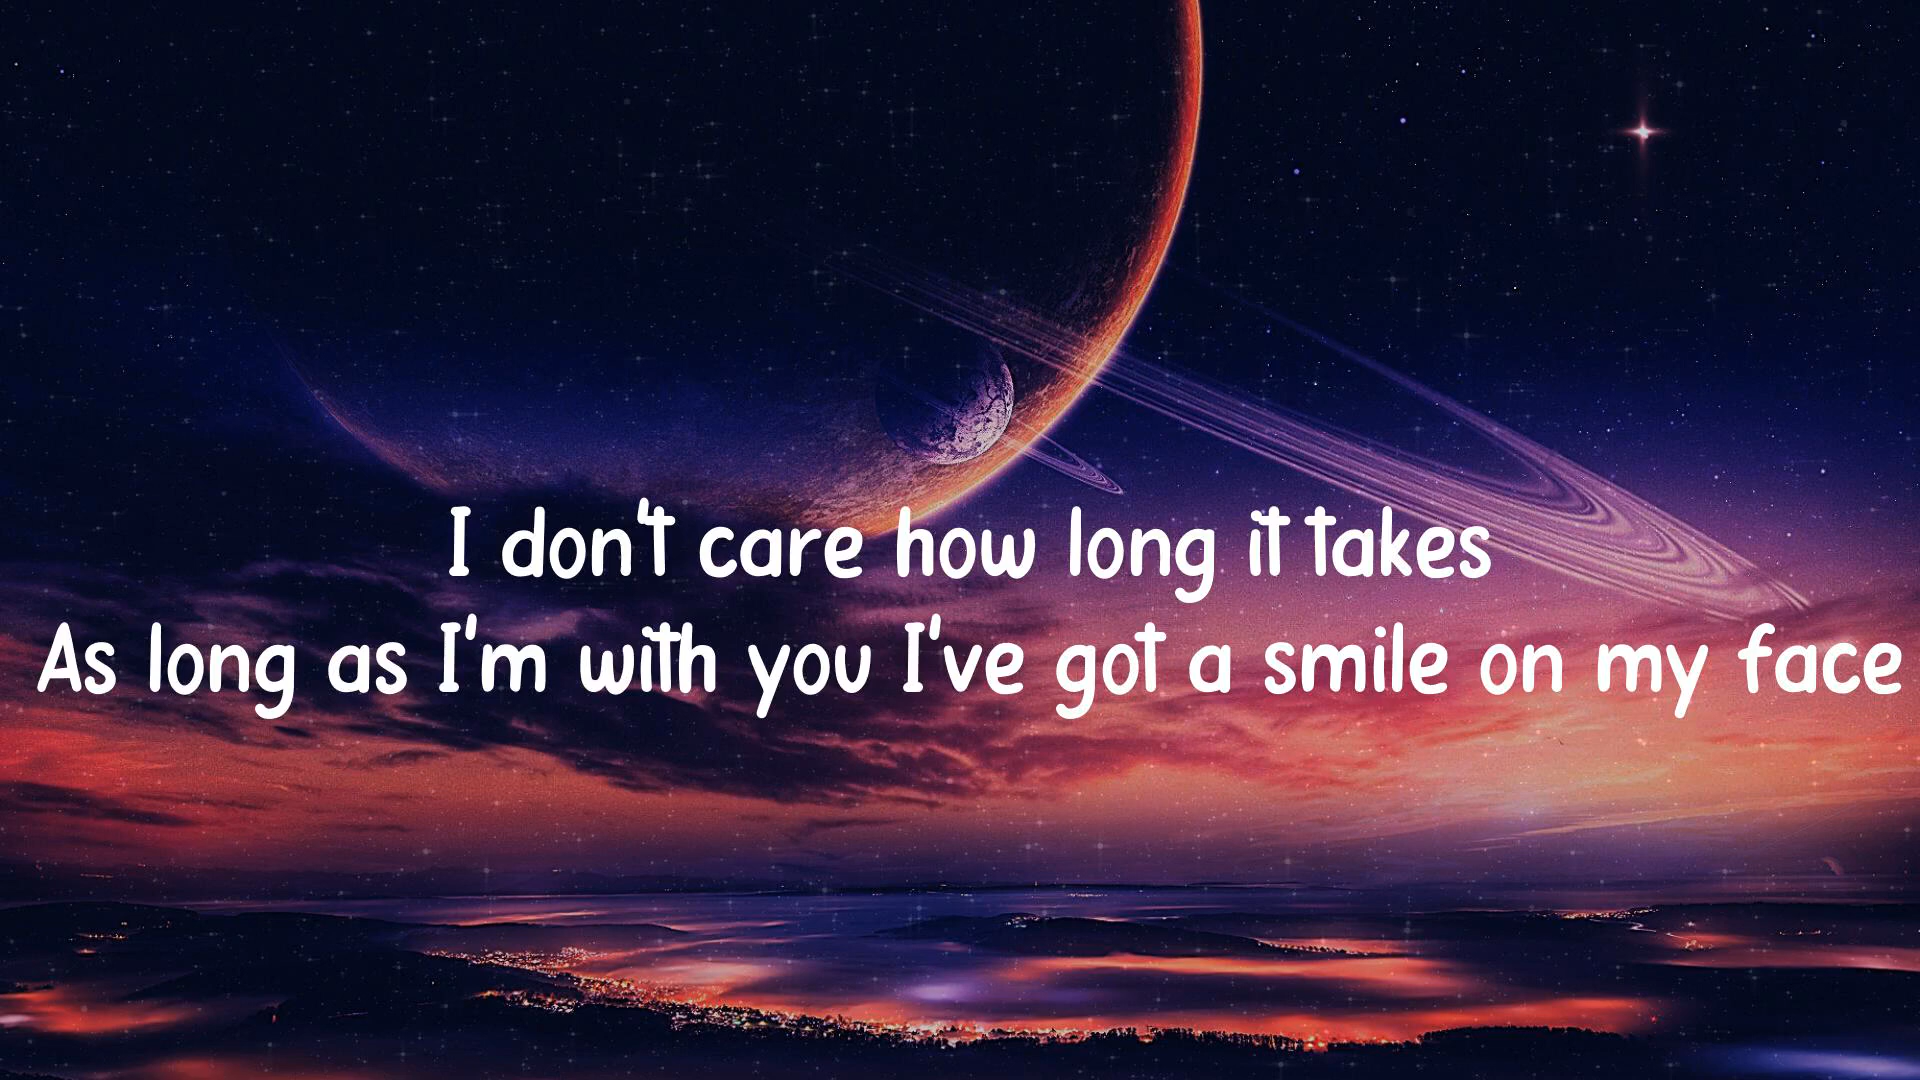 I don't care how long it takes
As long as I'm with you I've got a smile on my face